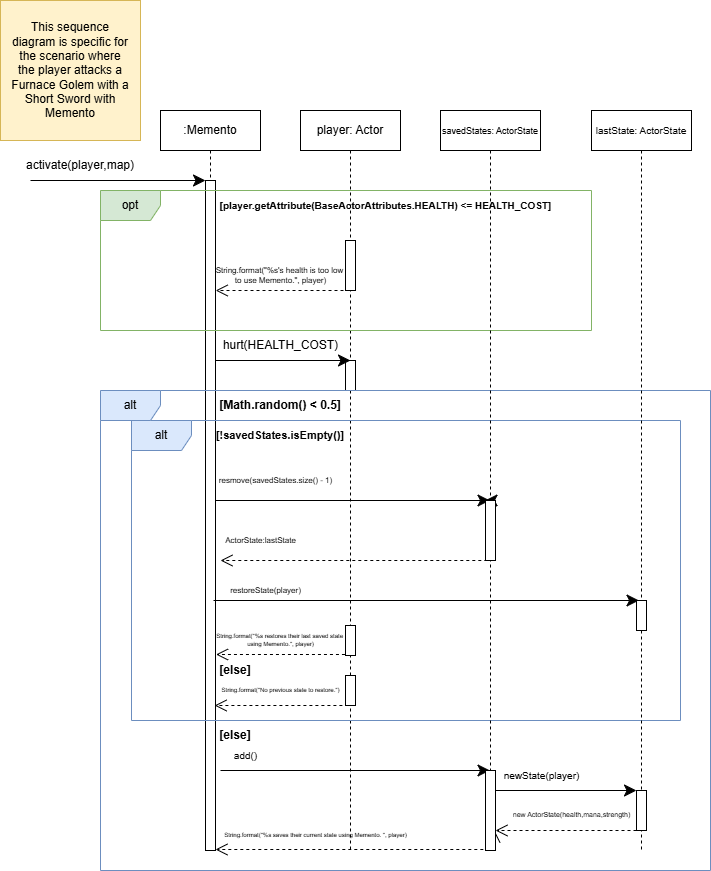 This sequence
diagram is specific for
the scenario where
the player attacks a
Furnace Golem with a
Short Sword with
Memento
:Memento
player: Actor
savedStates: ActorState
lastState: ActorState
activate(player,map)
opt
[player.getAttribute(BaseActorAttributes.HEALTH) <= HEALTH_COST]
String.format("%s's health is too low
to use Memento.", player)
hurt(HEALTH_COST)
alt
[Math.random() < 0.5]
alt
[!savedStates.isEmpty()]
resmove(savedStates.size() - 1)
ActorState:lastState
restoreState(player)
String.format("%s restores their last saved state
using Memento.", player)
[else]
String.format("No previous state to restore.")
[else]
add()
newState(player)
new ActorState(health,mana,strength)
String.format("%s saves their current state using Memento. ", player)